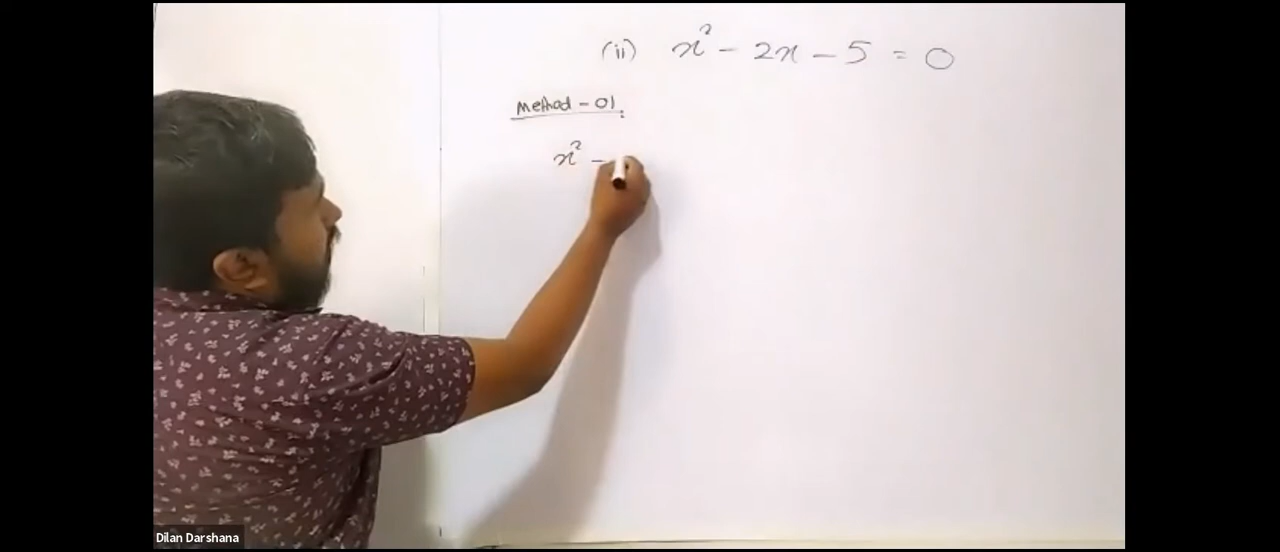 (ii) x² - 2x - 5 = 0
Method - 01.
x² -
Dilan Darshana